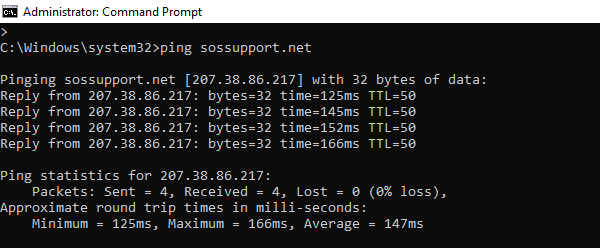 Administrator: Command Prompt
>
C:\Windows\system32>ping sossupport.net
Pinging sossupport.net [207.38.86.217] with 32 bytes of data:
Reply from 207.38.86.217: bytes=32 time=125ms TTL=50
Reply from 207.38.86.217: bytes=32 time=145ms TTL=50
Reply from 207.38.86.217: bytes=32 time=152ms TTL=50
Reply from 207.38.86.217: bytes=32 time=166ms TTL=50
Ping statistics for 207.38.86.217:
    Packets: Sent = 4, Received = 4, Lost = 0 (0% loss),
Approximate round trip times in milli-seconds:
    Minimum = 125ms, Maximum = 166ms, Average = 147ms